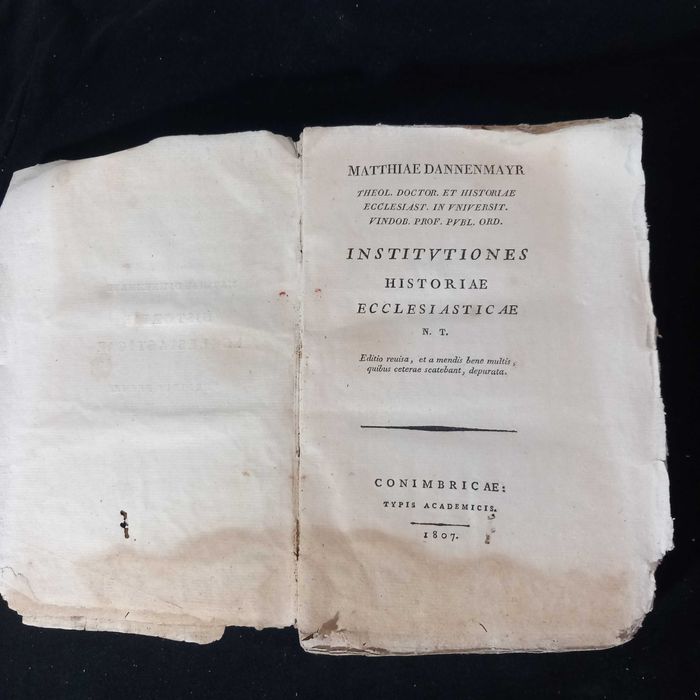 MATTHIAE DANNENMAYR
THEOL. DOCTOR. ET HISTORIAE
ECCLESIAST. IN VNIVERSIT.
VINDOB. PROF. PVBL. ORD.
INSTITVTIONES
HISTORIAE
ECCLESIASTICAE
N. T.
Editio reuisa, et a mendis bene multis,
quibus ceterae scatebant, depurata.
CONIMBRICAE:
TYPIS ACADEMICIS.
1807.